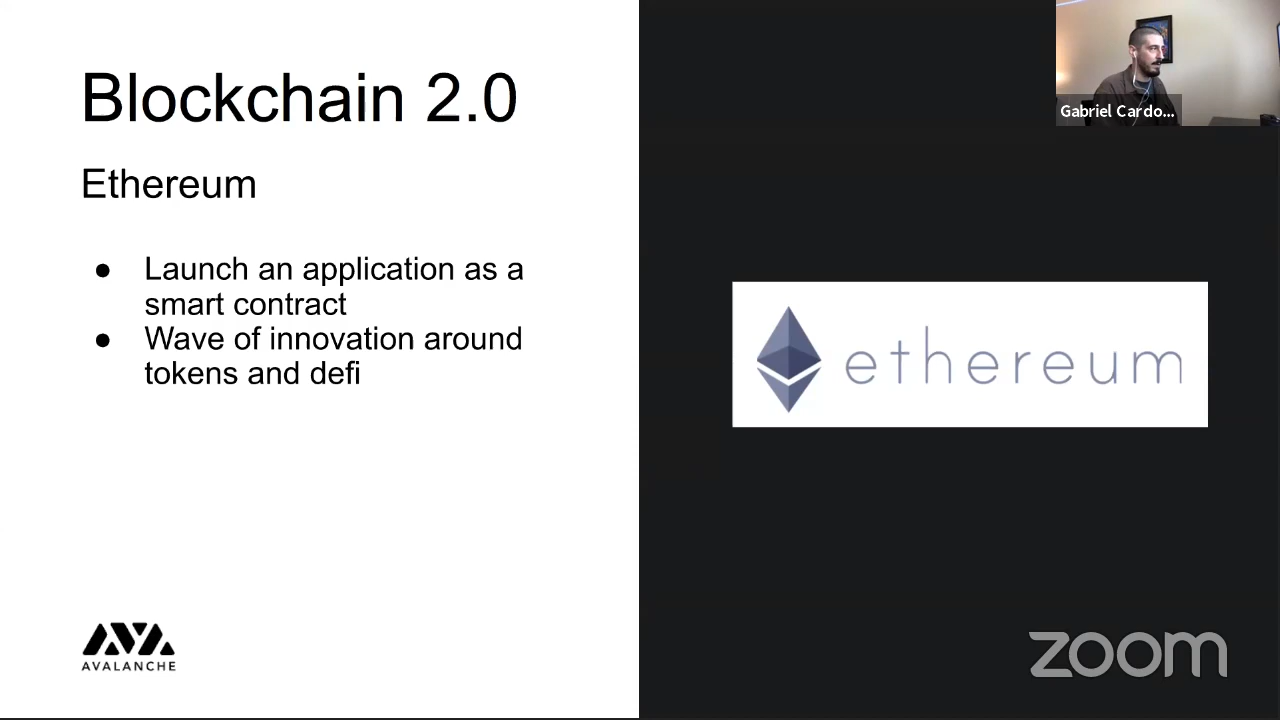 Blockchain 2.0
Gabriel Cardo...
Ethereum
● Launch an application as a
smart contract
● Wave of innovation around
tokens and defi
ethereum
AVALANCHE
zoom